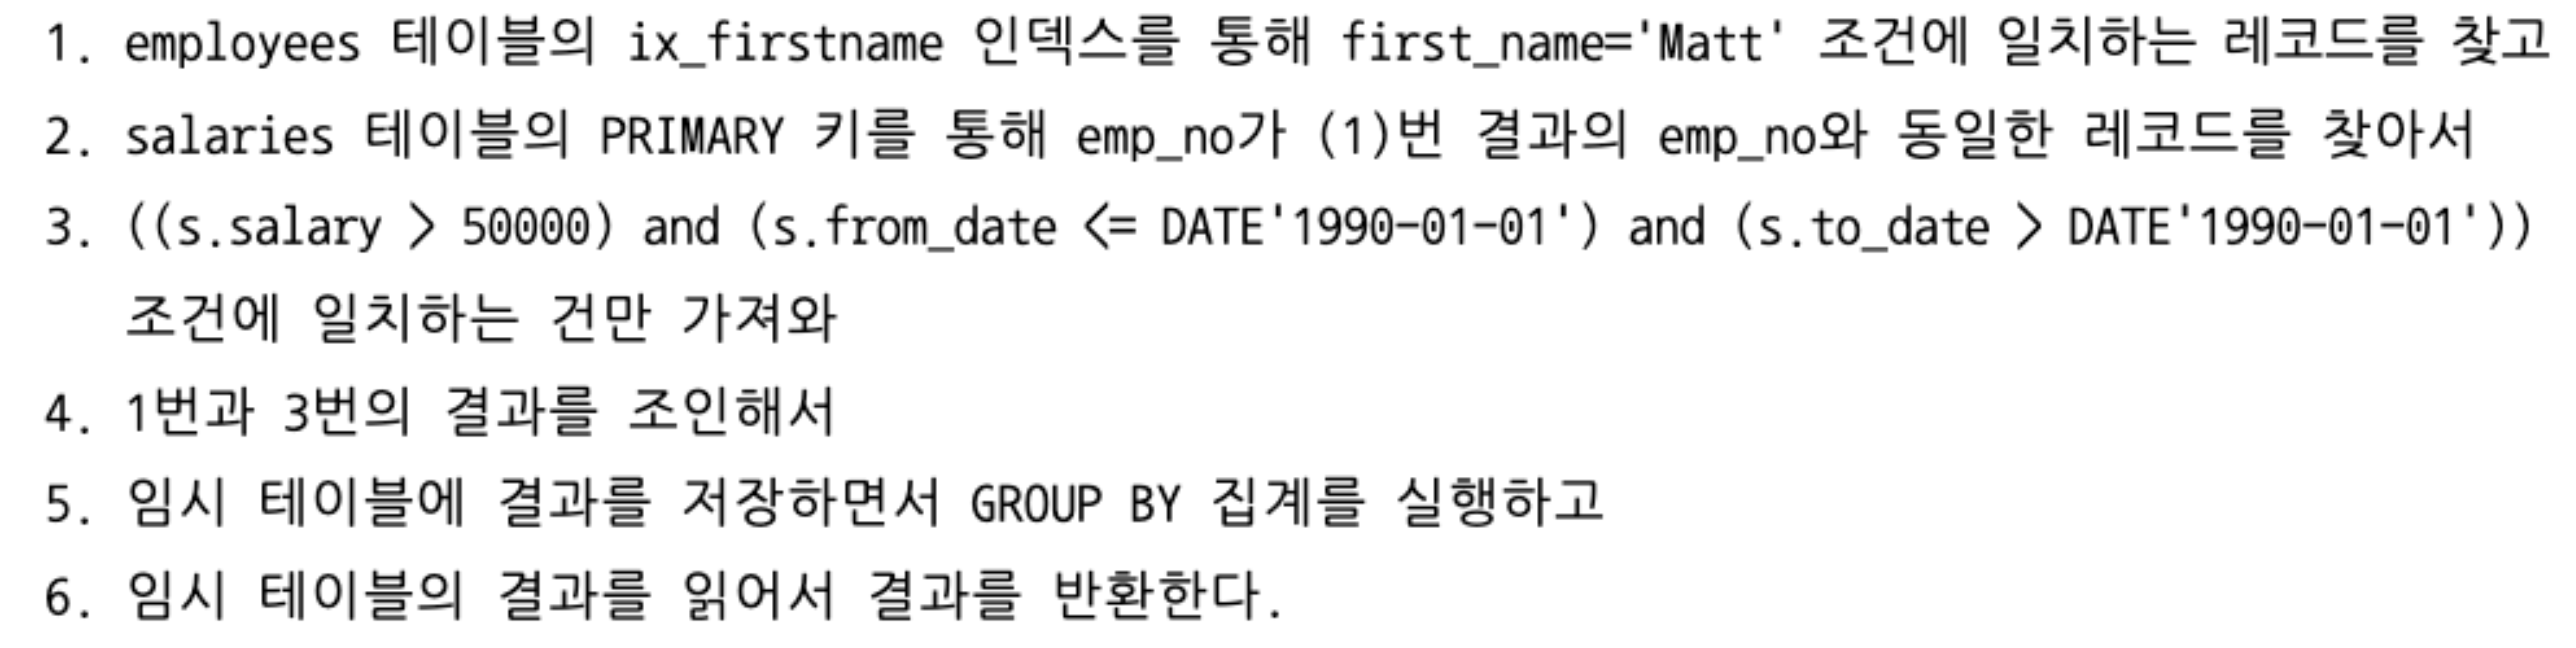 1. employees 테이블의 ix_firstname 인덱스를 통해 first_name='Matt' 조건에 일치하는 레코드를 찾고
2. salaries 테이블의 PRIMARY 키를 통해 emp_no가 (1)번 결과의 emp_no와 동일한 레코드를 찾아서
3. ((s.salary > 50000) and (s.from_date <= DATE'1990-01-01') and (s.to_date > DATE'1990-01-01'))
조건에 일치하는 건만 가져와
4. 1번과 3번의 결과를 조인해서
5. 임시 테이블에 결과를 저장하면서 GROUP BY 집계를 실행하고
6. 임시 테이블의 결과를 읽어서 결과를 반환한다.